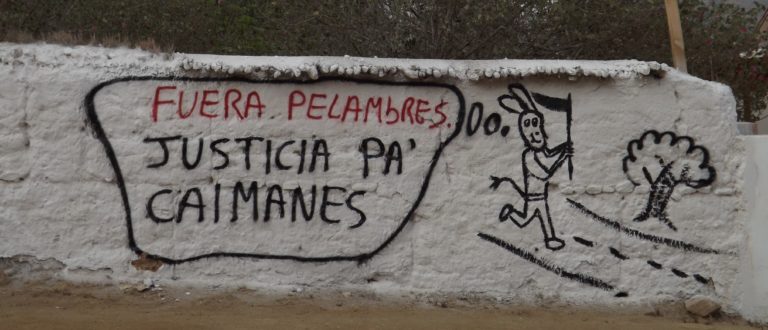 FUERA PELAMBRES.
JUSTICIA PA'
CAIMANES